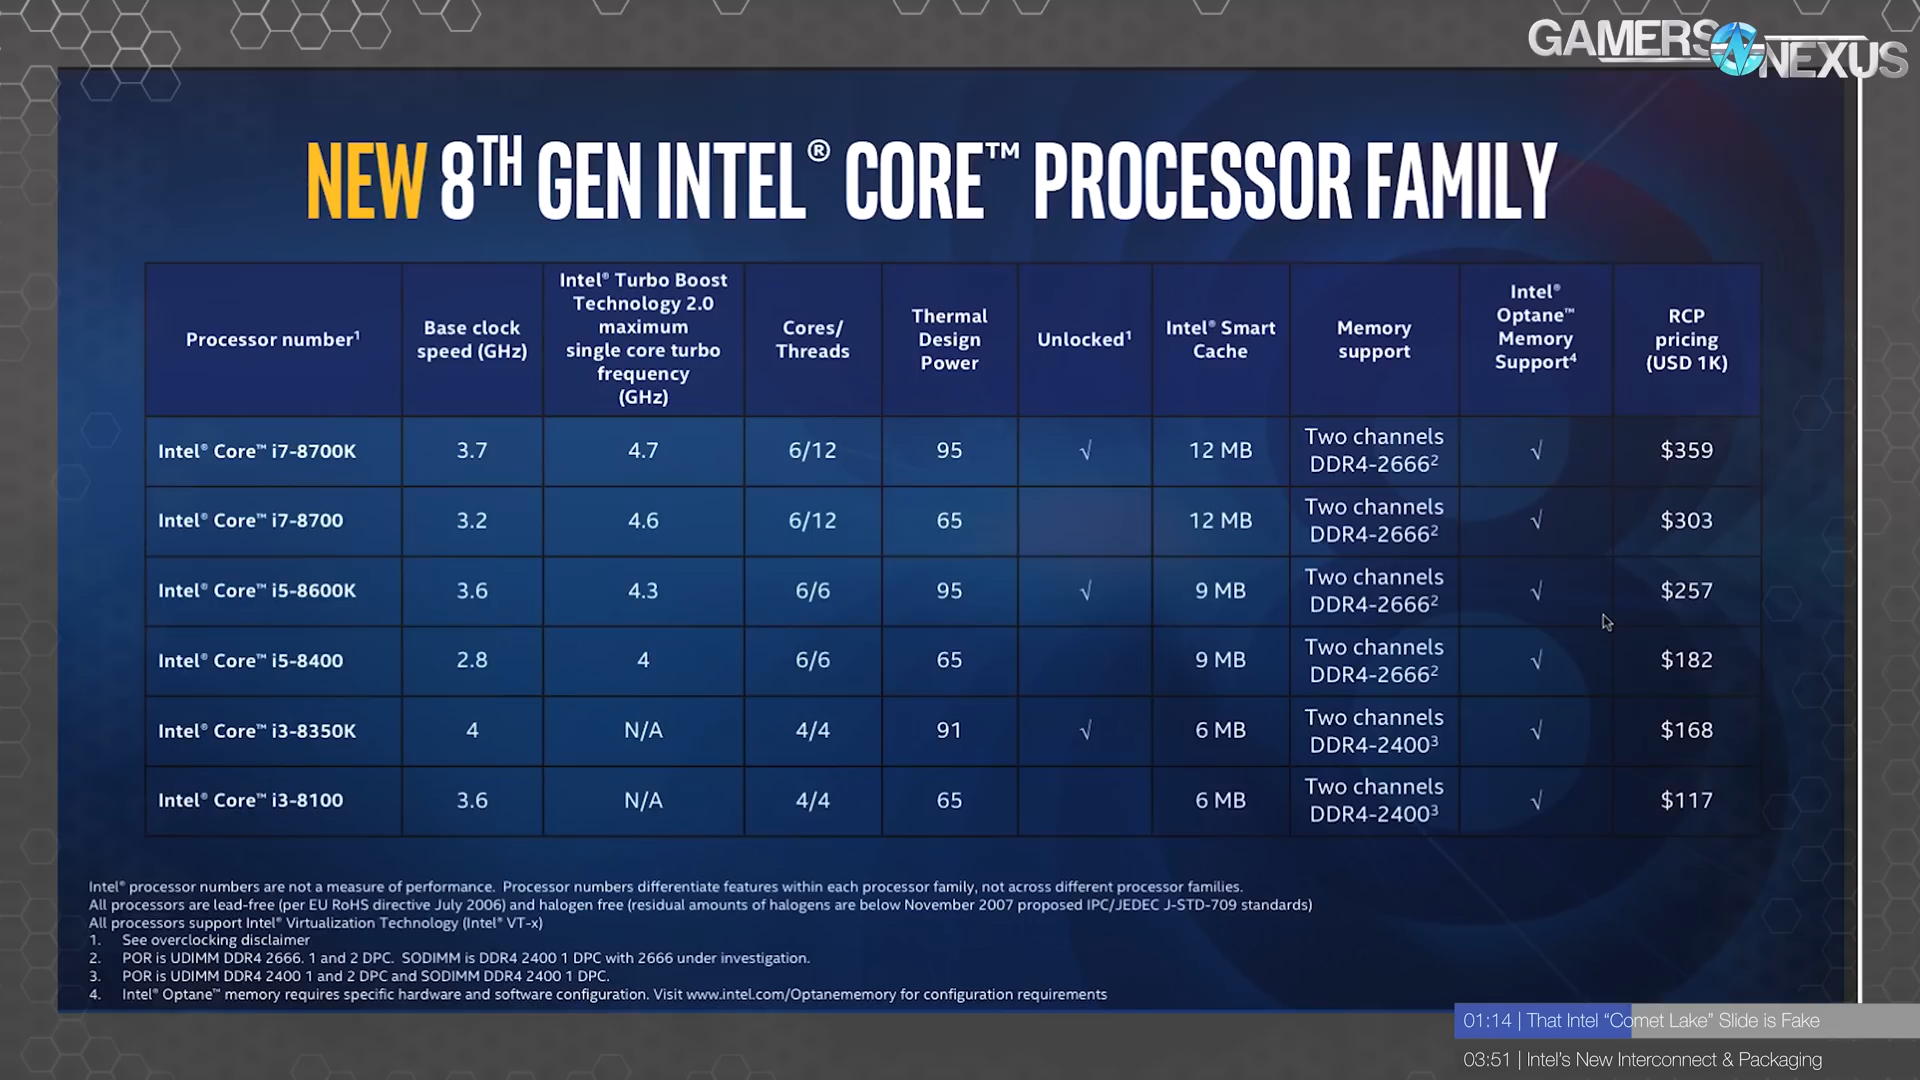 GAMERS NEXUS
NEW 8TH GEN INTEL® CORE™ PROCESSOR FAMILY
Processor number¹
Base clock
speed (GHz)
Intel® Turbo Boost
Technology 2.0
maximum
single core turbo
frequency
(GHz)
Cores/
Threads
Thermal
Design
Power
Unlocked¹
Intel® Smart
Cache
Memory
support
Intel®
Optane™
Memory
Support⁴
RCP
pricing
(USD 1K)
Intel® Core™ i7-8700K 3.7 4.7 6/12 95 √ 12 MB Two channels
DDR4-2666² √ $359
Intel® Core™ i7-8700 3.2 4.6 6/12 65 12 MB Two channels
DDR4-2666² √ $303
Intel® Core™ i5-8600K 3.6 4.3 6/6 95 √ 9 MB Two channels
DDR4-2666² √ $257
Intel® Core™ i5-8400 2.8 4 6/6 65 9 MB Two channels
DDR4-2666² √ $182
Intel® Core™ i3-8350K 4 N/A 4/4 91 √ 6 MB Two channels
DDR4-2400³ √ $168
Intel® Core™ i3-8100 3.6 N/A 4/4 65 6 MB Two channels
DDR4-2400³ √ $117
Intel® processor numbers are not a measure of performance. Processor numbers differentiate features within each processor family, not across different processor families.
All processors are lead-free (per EU RoHS directive July 2006) and halogen free (residual amounts of halogens are below November 2007 proposed IPC/JEDEC J-STD-709 standards)
All processors support Intel® Virtualization Technology (Intel® VT-x)
1. See overclocking disclaimer
2. POR is UDIMM DDR4 2666. 1 and 2 DPC. SODIMM is DDR4 2400 1 DPC with 2666 under investigation.
3. POR is UDIMM DDR4 2400 1 and 2 DPC and SODIMM DDR4 2400 1 DPC.
4. Intel® Optane™ memory requires specific hardware and software configuration. Visit www.intel.com/Optanememory for configuration requirements
01:14 | That Intel “Comet Lake” Slide is Fake
03:51 | Intel's New Interconnect & Packaging